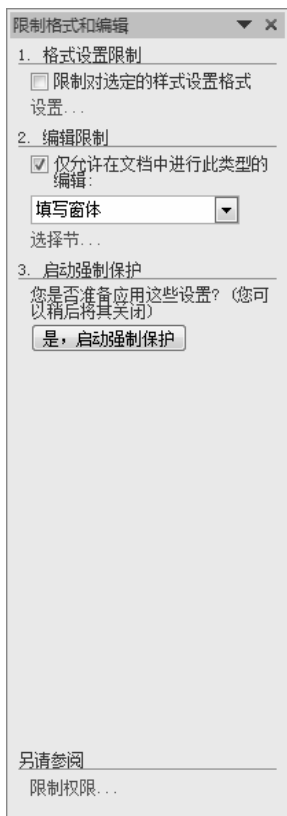 限制格式和编辑
1. 格式设置限制
限制对选定的样式设置格式
设置...
2. 编辑限制
仅允许在文档中进行此类型的
编辑:
填写窗体
选择节...
3. 启动强制保护
您是否准备应用这些设置? (您可
以稍后将其关闭)
是，启动强制保护
另请参阅
限制权限...